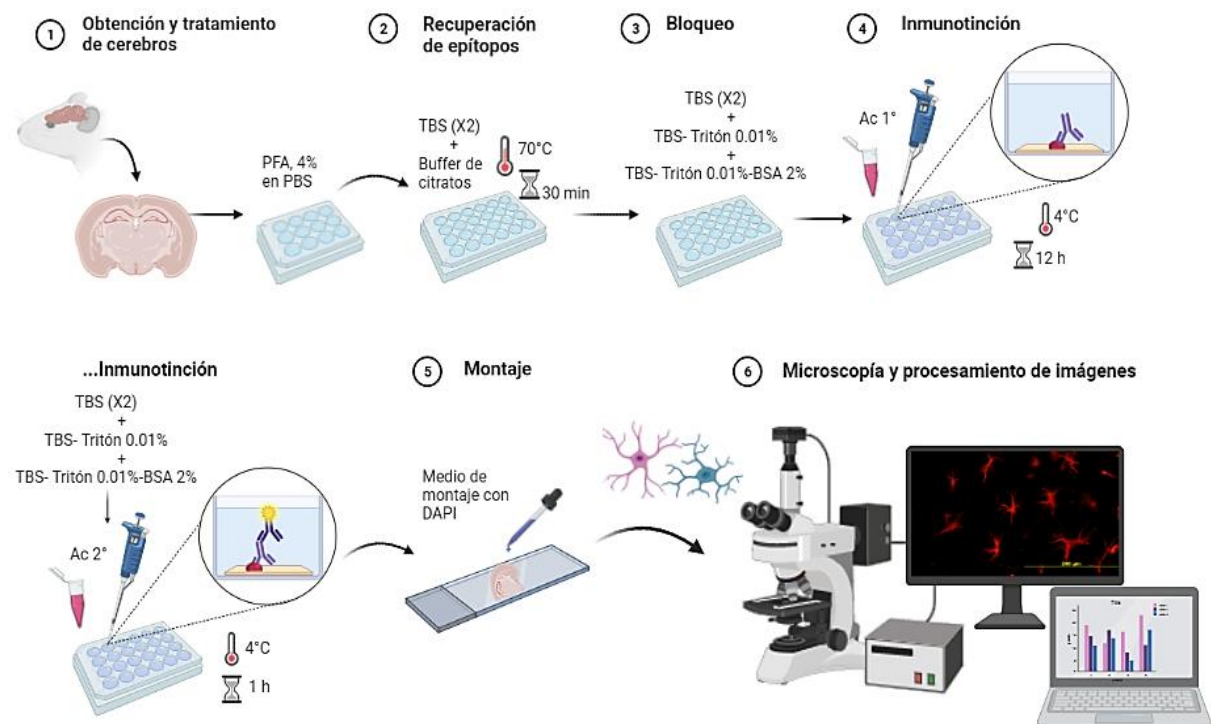 1 Obtención y tratamiento
de cerebros
2 Recuperación
de epítopos
3 Bloqueo
4 Inmunotinción
PFA, 4%
en PBS
TBS (X2)
+
Buffer de
citratos
70°C
30 min
TBS (X2)
+
TBS- Tritón 0.01%
+
TBS- Tritón 0.01%-BSA 2%
Ac 1°
4°C
12 h
...Inmunotinción
TBS (X2)
+
TBS- Tritón 0.01%
+
TBS- Tritón 0.01%-BSA 2%
Ac 2°
4°C
1 h
5 Montaje
Medio de
montaje con
DAPI
6 Microscopía y procesamiento de imágenes